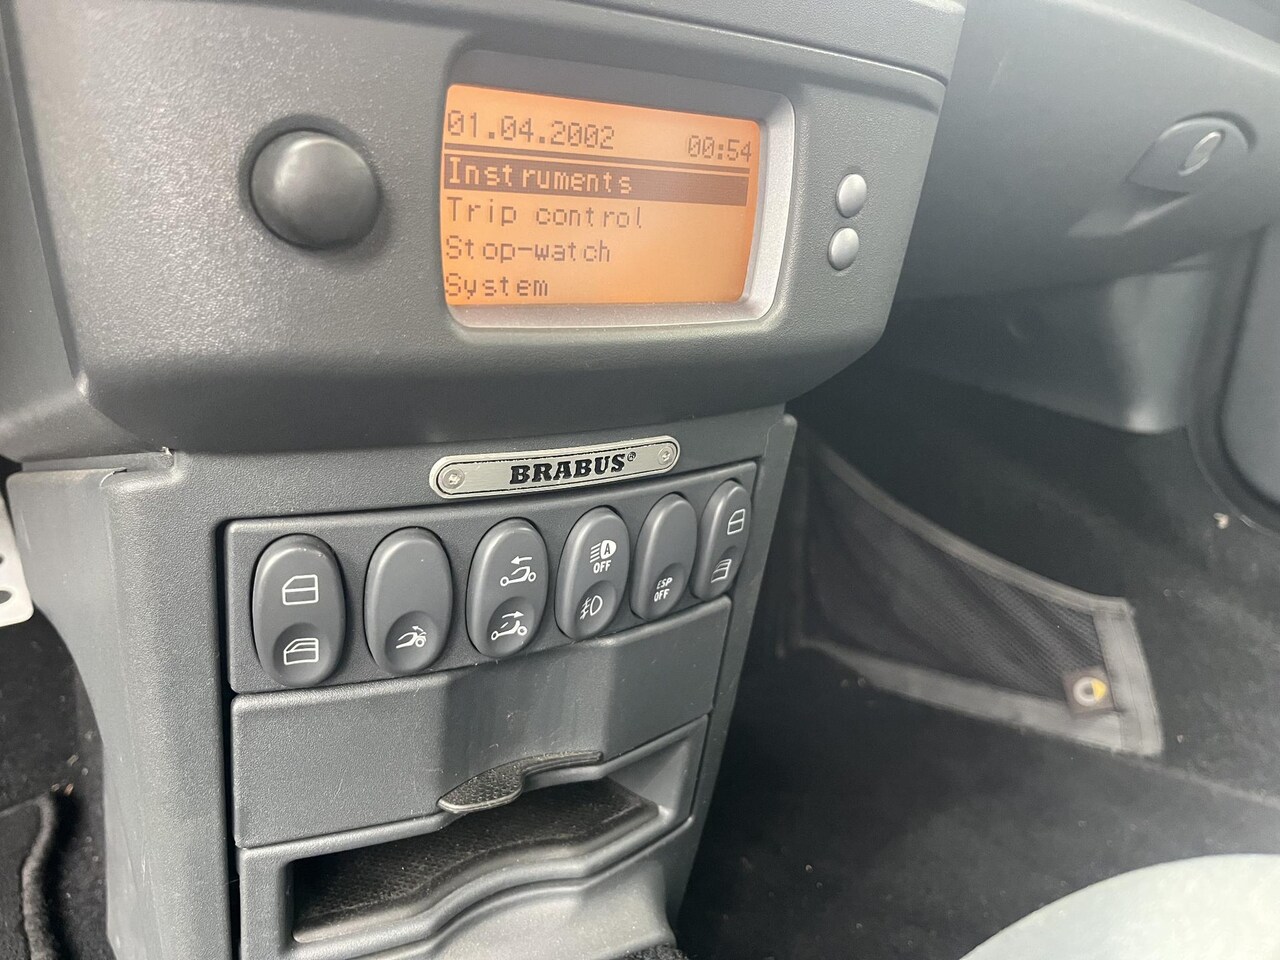 01.04.2002 00:54
Instruments
Trip control
Stop-watch
System
BRABUS®
A
OFF
ESP
OFF